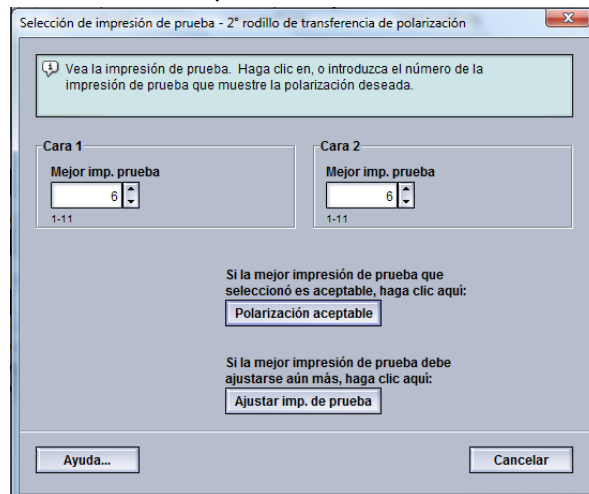 Selección de impresión de prueba - 2° rodillo de transferencia de polarización
Vea la impresión de prueba. Haga clic en, o introduzca el número de la
impresión de prueba que muestre la polarización deseada.
Cara 1
Mejor imp. prueba
6
1-11
Cara 2
Mejor imp. prueba
6
1-11
Si la mejor impresión de prueba que
seleccionó es aceptable, haga clic aquí:
Polarización aceptable
Si la mejor impresión de prueba debe
ajustarse aún más, haga clic aquí:
Ajustar imp. de prueba
Ayuda...
Cancelar